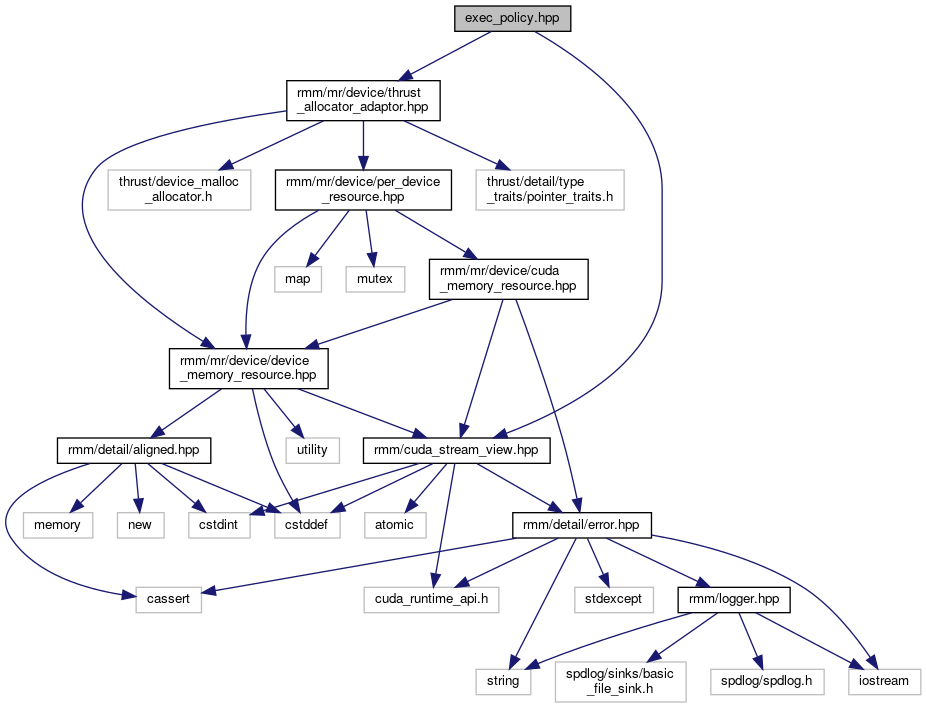 exec_policy.hpp
rmm/mr/device/thrust
_allocator_adaptor.hpp
thrust/device_malloc
_allocator.h
rmm/mr/device/per_device
_resource.hpp
thrust/detail/type
_traits/pointer_traits.h
map
mutex
rmm/mr/device/cuda
_memory_resource.hpp
rmm/mr/device/device
_memory_resource.hpp
rmm/detail/aligned.hpp
utility
rmm/cuda_stream_view.hpp
memory
new
cstdint
cstddef
atomic
rmm/detail/error.hpp
cassert
cuda_runtime_api.h
stdexcept
rmm/logger.hpp
string
spdlog/sinks/basic
_file_sink.h
spdlog/spdlog.h
iostream